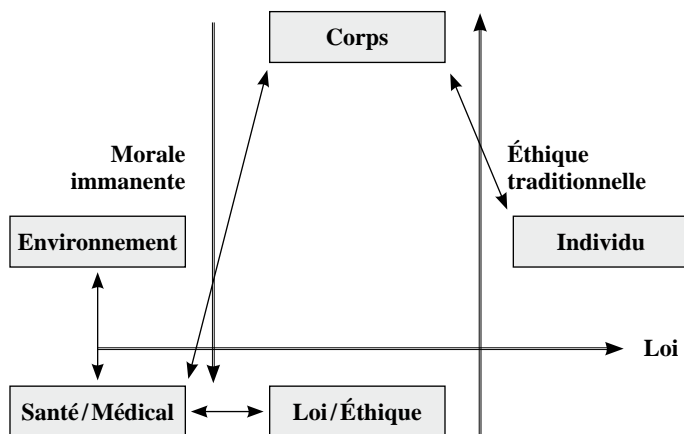 Corps
Morale
immanente
Éthique
traditionnelle
Environnement
Individu
Loi
Santé/Médical
Loi/Éthique